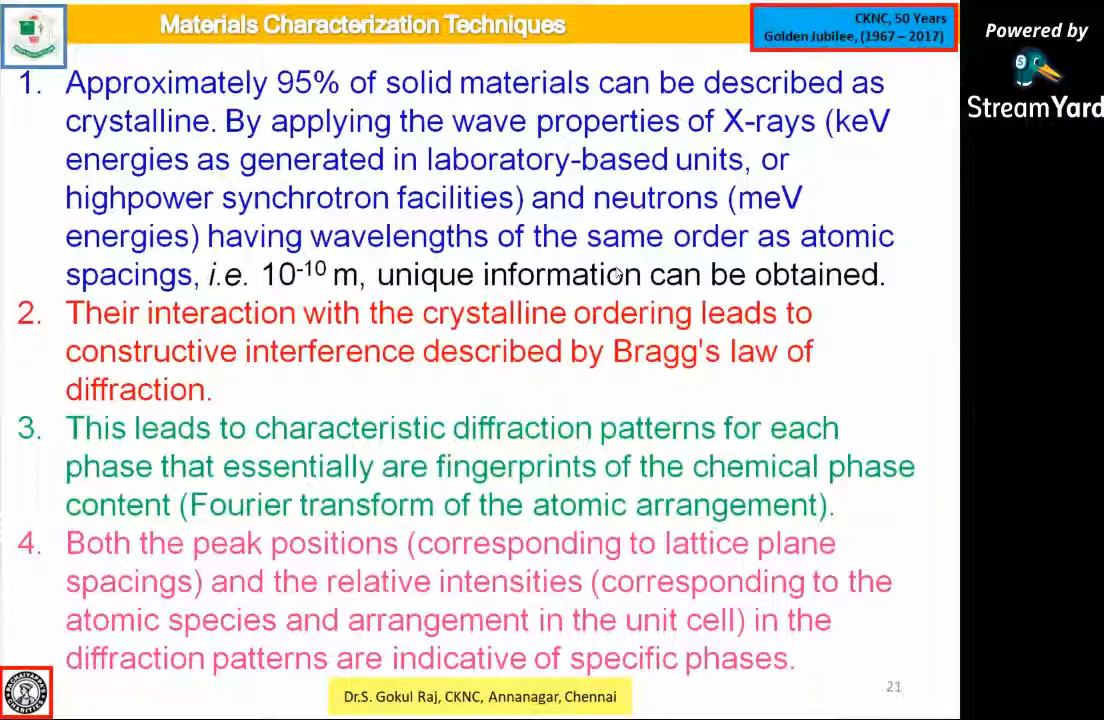 Materials Characterization Techniques
CKNC, 50 Years
Golden Jubilee, (1967 – 2017)
Powered by
StreamYard
1. Approximately 95% of solid materials can be described as
crystalline. By applying the wave properties of X-rays (keV
energies as generated in laboratory-based units, or
highpower synchrotron facilities) and neutrons (meV
energies) having wavelengths of the same order as atomic
spacings, i.e. 10-10 m, unique information can be obtained.
2. Their interaction with the crystalline ordering leads to
constructive interference described by Bragg's law of
diffraction.
3. This leads to characteristic diffraction patterns for each
phase that essentially are fingerprints of the chemical phase
content (Fourier transform of the atomic arrangement).
4. Both the peak positions (corresponding to lattice plane
spacings) and the relative intensities (corresponding to the
atomic species and arrangement in the unit cell) in the
diffraction patterns are indicative of specific phases.
Dr.S. Gokul Raj, CKNC, Annanagar, Chennai
21